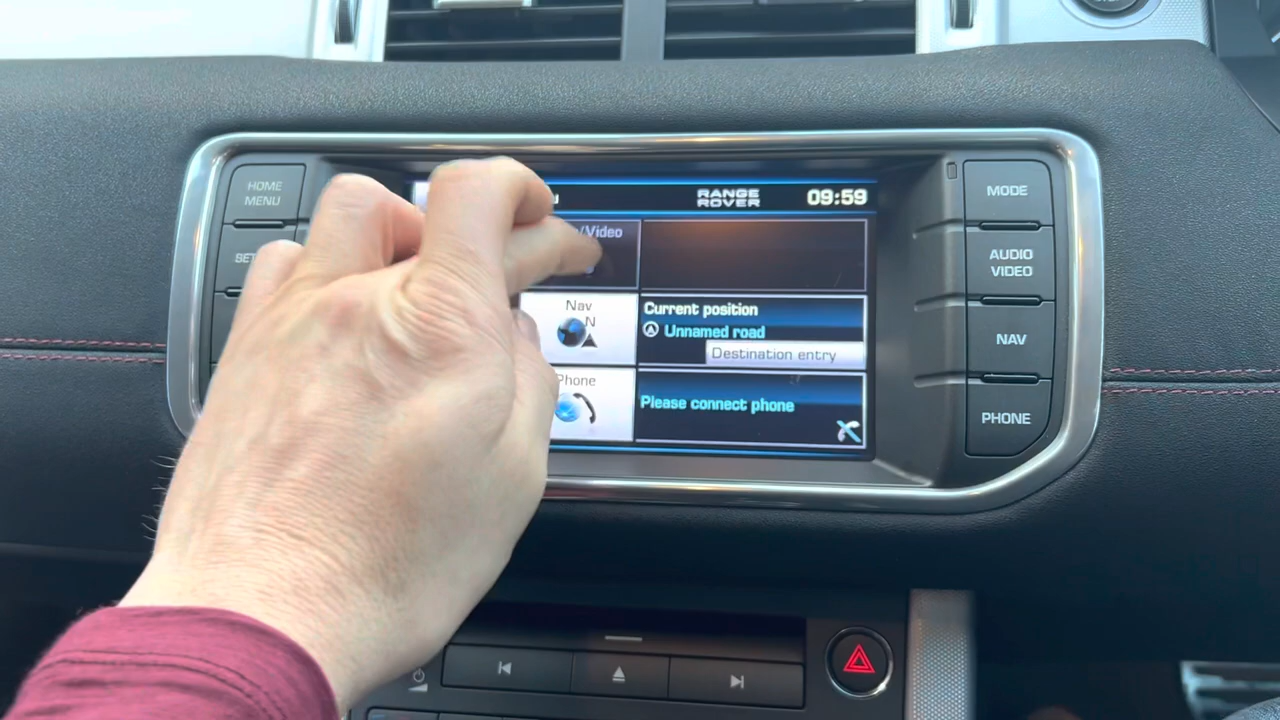 HOME
MENU
RANGE
ROVER
09:59
MODE
/Video
AUDIO
VIDEO
SET
Nav
N
Current position
Unnamed road
Destination entry
NAV
Phone
Please connect phone
PHONE